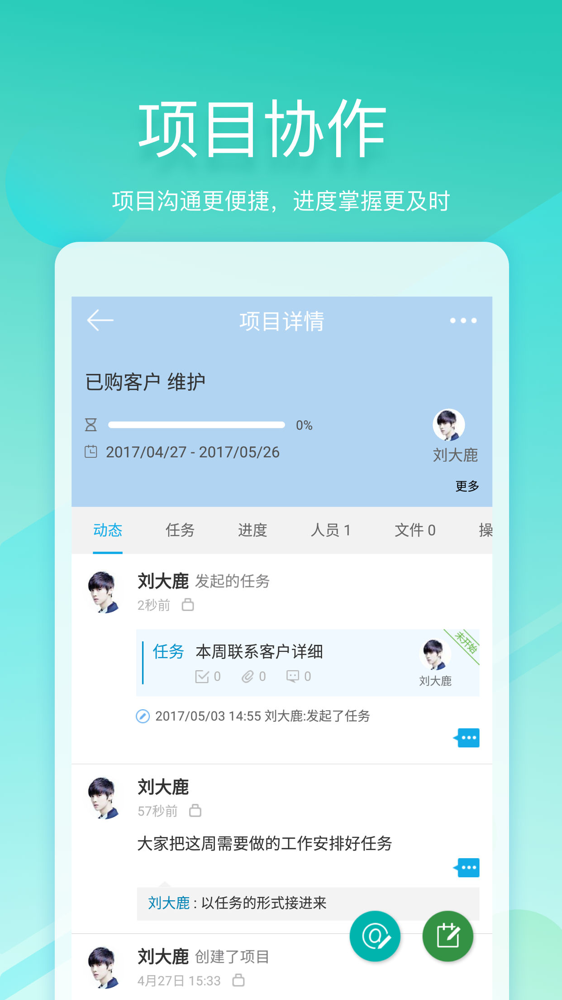 项目协作
项目沟通更便捷，进度掌握更及时
项目详情
已购客户 维护
0%
2017/04/27 - 2017/05/26
刘大鹿
更多
动态 任务 进度 人员 1 文件 0 操
刘大鹿 发起的任务
2秒前
任务 本周联系客户详细
未开始
0 0 0
刘大鹿
2017/05/03 14:55 刘大鹿:发起了任务
刘大鹿
57秒前
大家把这周需要做的工作安排好任务
刘大鹿 : 以任务的形式接进来
刘大鹿 创建了项目
4月27日 15:33